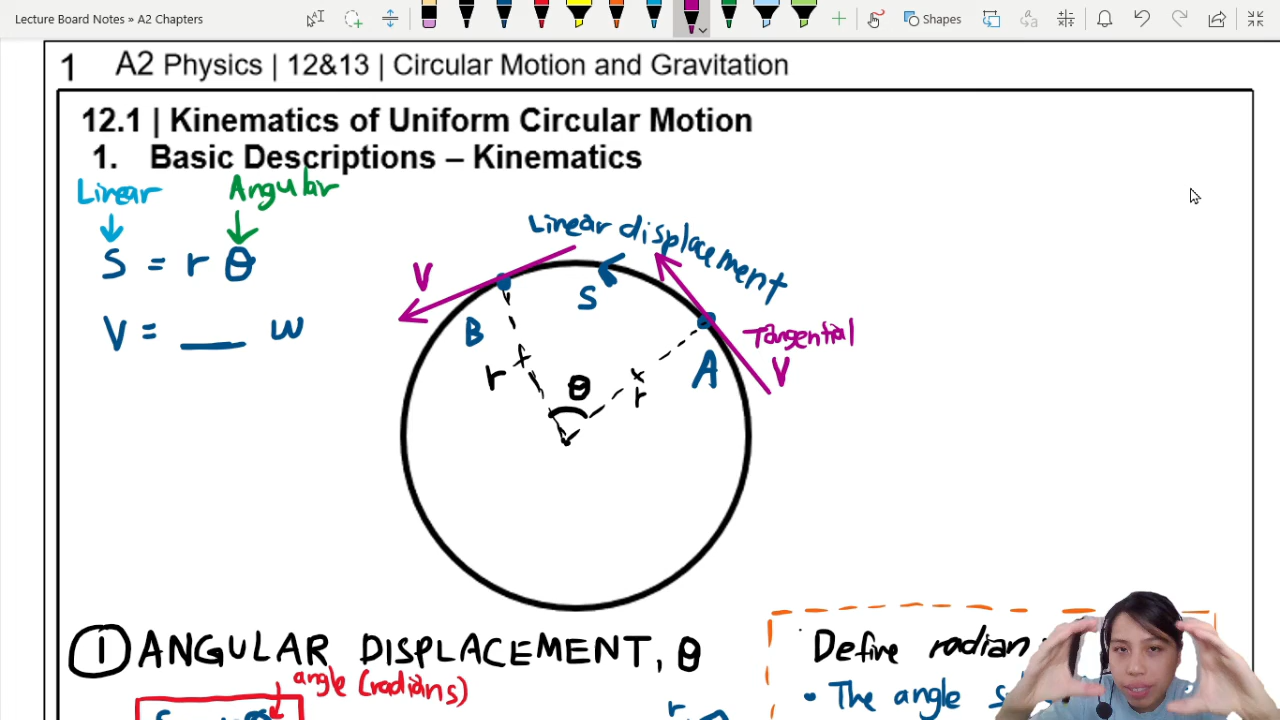 Lecture Board Notes » A2 Chapters
Shapes
1 A2 Physics | 12&13 | Circular Motion and Gravitation
12.1 | Kinematics of Uniform Circular Motion
1. Basic Descriptions – Kinematics
Linear Angular
S = r θ
V = ___ ω
Linear displacement
V
S
B
Tangential
V
A
r
θ
r
① ANGULAR DISPLACEMENT, θ
angle (radians)
Define radian
• The angle
r